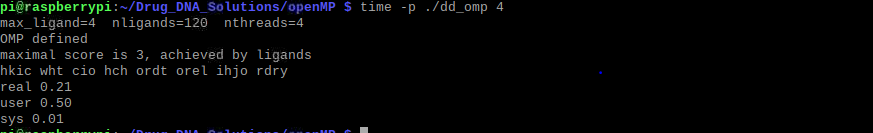 pi@raspberrypi:~/Drug_DNA_Solutions/openMP $ time -p ./dd_omp 4
max_ligand=4  nligands=120  nthreads=4
OMP defined
maximal score is 3, achieved by ligands
hkic wht cio hch ordt orel ihjo rdry
real 0.21
user 0.50
sys 0.01
pi@raspberrypi:~/Drug_DNA_Solutions/openMP $